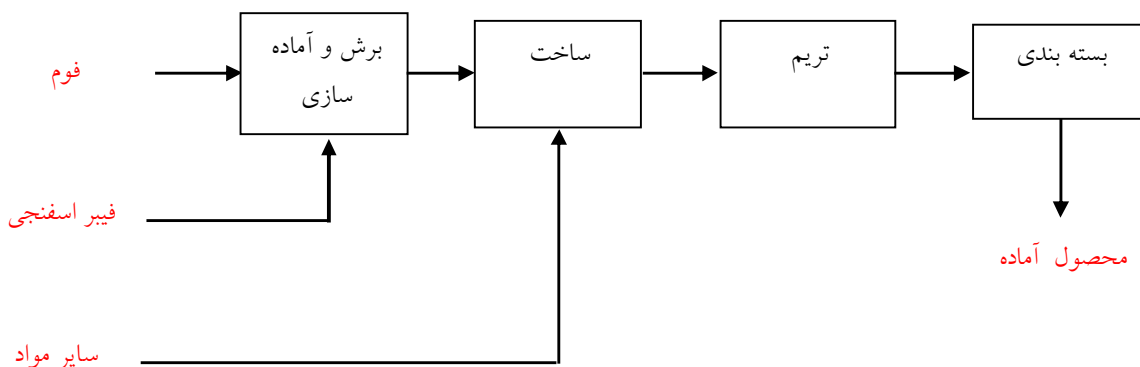 برش و آماده
سازی
ساخت
تریم
بسته بندی
فوم
فیبر اسفنجی
محصول آماده
سایر مواد